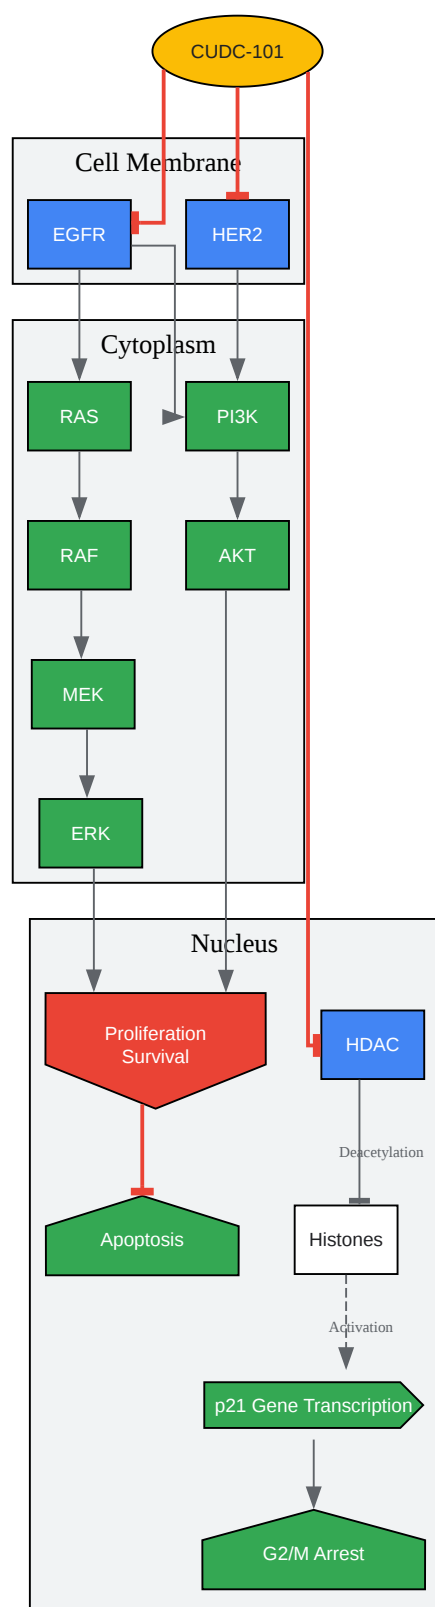 CUDC-101
Cell Membrane
EGFR
HER2
Cytoplasm
RAS
PI3K
RAF
AKT
MEK
ERK
Nucleus
Proliferation
Survival
HDAC
Deacetylation
Apoptosis
Histones
Activation
p21 Gene Transcription
G2/M Arrest